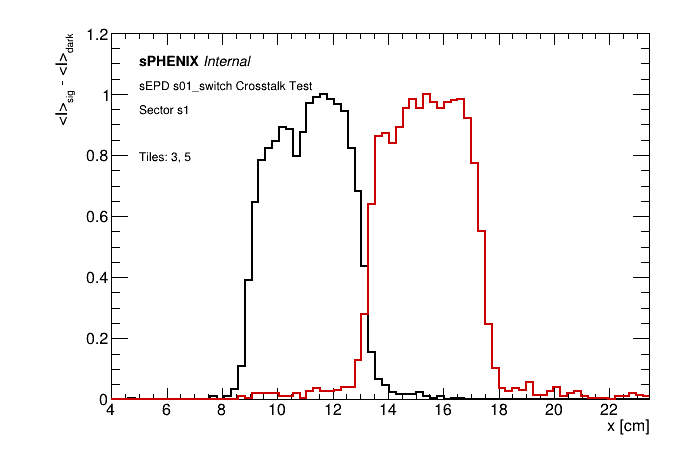 1.2
<I>sig - <I>dark
sPHENIX Internal
sEPD s01_switch Crosstalk Test
Sector s1
Tiles: 3, 5
1
0.8
0.6
0.4
0.2
0
4 6 8 10 12 14 16 18 20 22
x [cm]